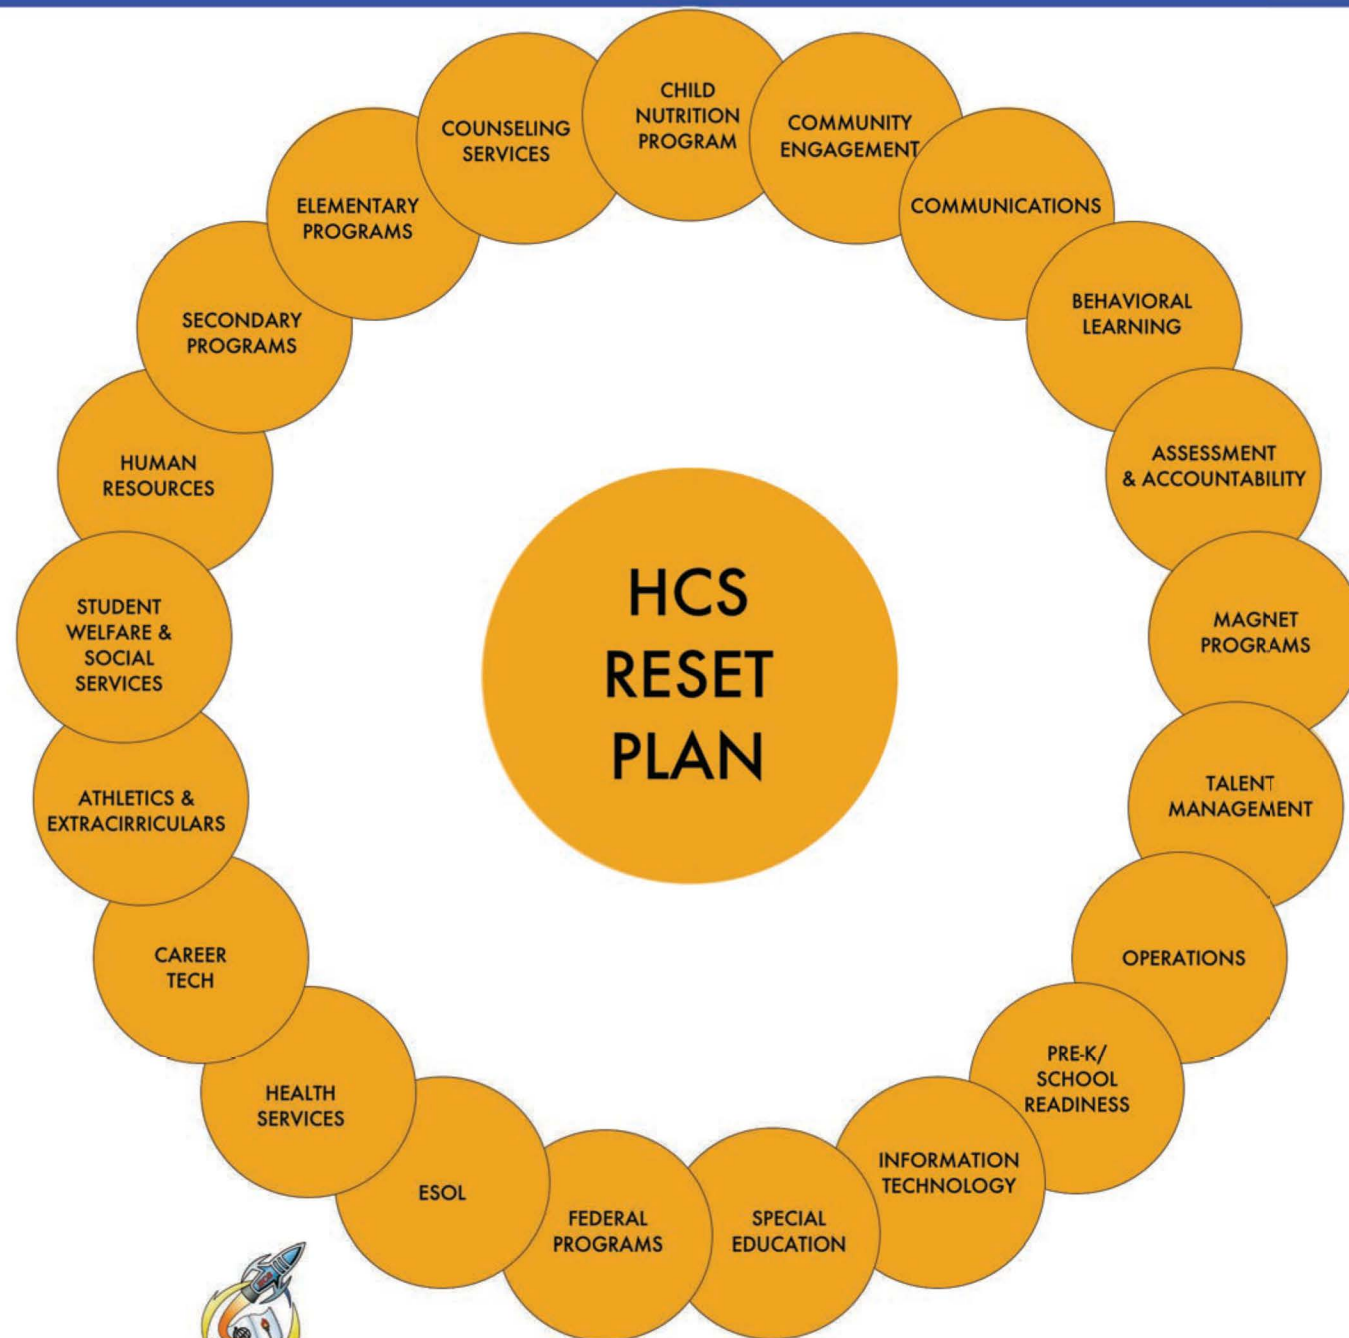 CHILD
NUTRITION
PROGRAM
COMMUNITY
ENGAGEMENT
COMMUNICATIONS
BEHAVIORAL
LEARNING
ASSESSMENT
& ACCOUNTABILITY
MAGNET
PROGRAMS
TALENT
MANAGEMENT
OPERATIONS
PRE-K/
SCHOOL
READINESS
INFORMATION
TECHNOLOGY
SPECIAL
EDUCATION
FEDERAL
PROGRAMS
ESOL
HEALTH
SERVICES
CAREER
TECH
ATHLETICS &
EXTRACIRRICULARS
STUDENT
WELFARE &
SOCIAL
SERVICES
HUMAN
RESOURCES
SECONDARY
PROGRAMS
ELEMENTARY
PROGRAMS
COUNSELING
SERVICES
HCS
RESET
PLAN